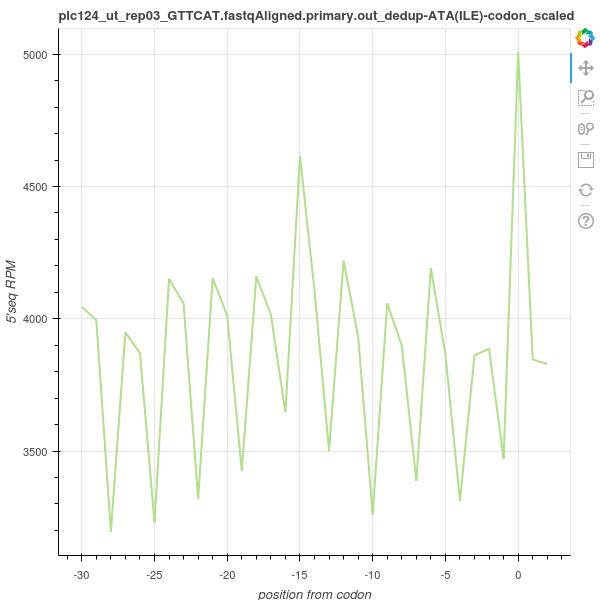 plc124_ut_rep03_GTTCAT.fastqAligned.primary.out_dedup-ATA(ILE)-codon_scaled
5000
4500
4000
3500
5'seq RPM
-30 -25 -20 -15 -10 -5 0
position from codon